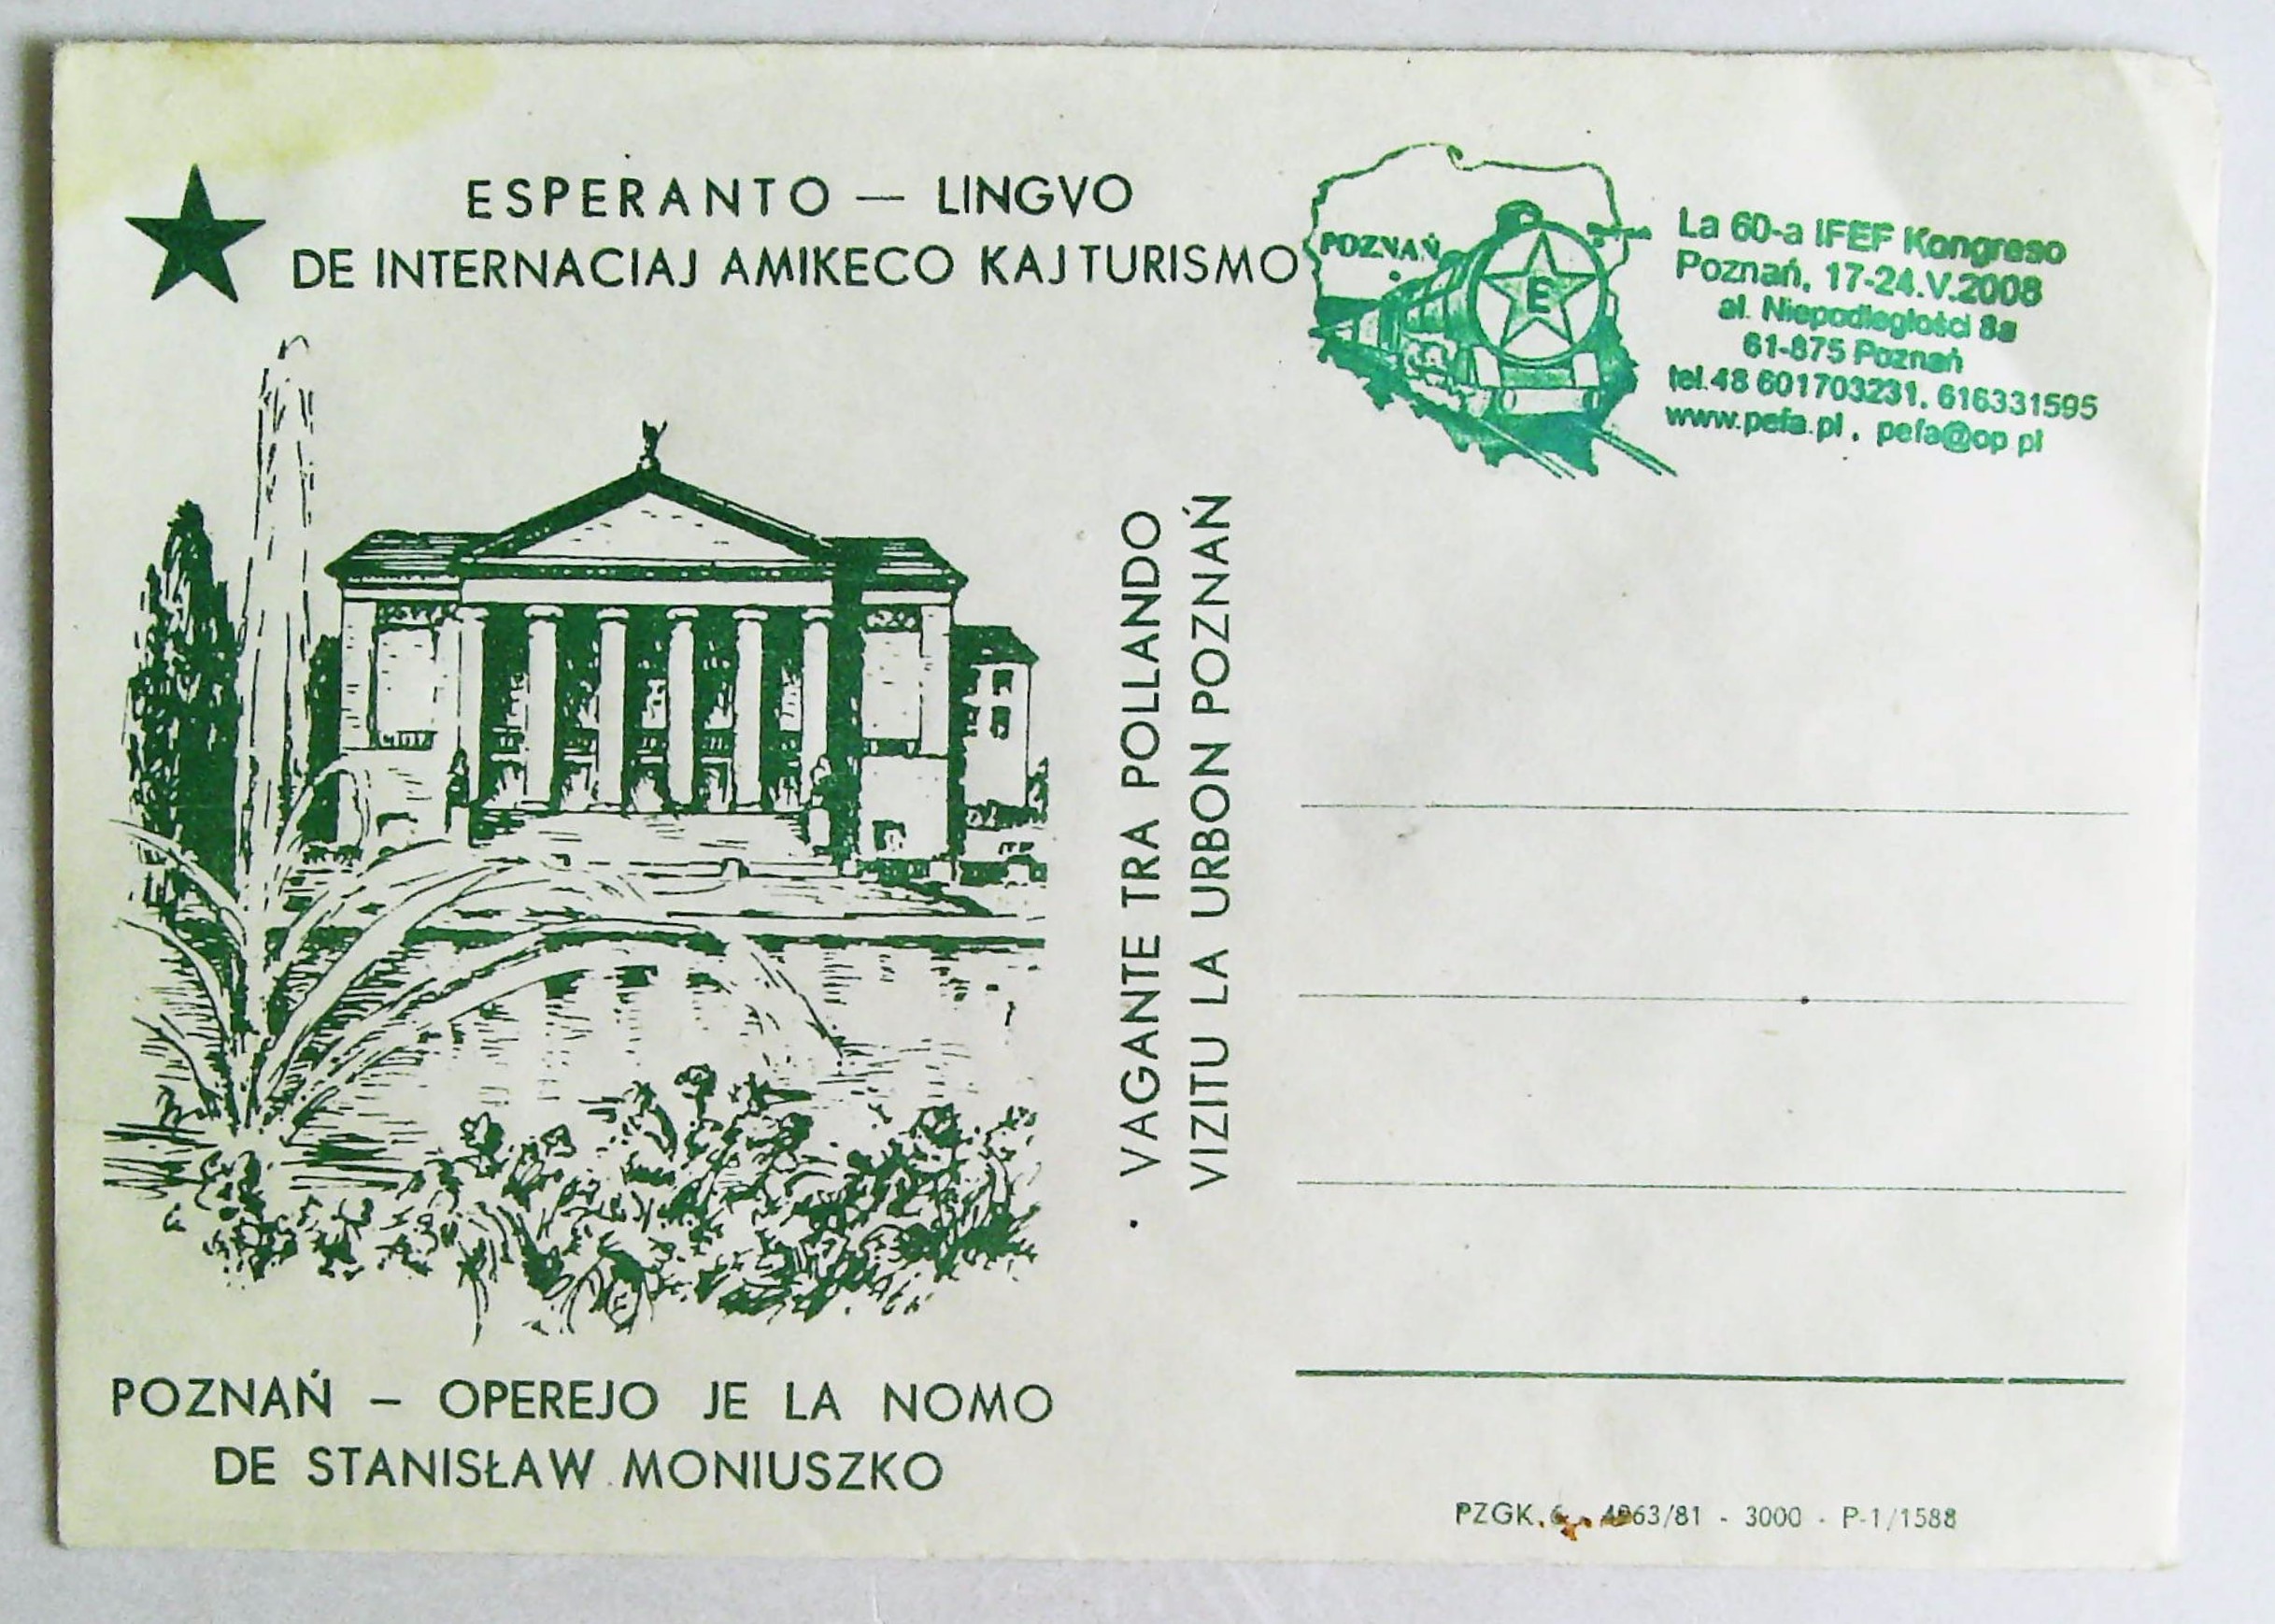 ESPERANTO — LINGVO
DE INTERNACIAJ AMIKECO KAJ TURISMO
POZNAŃ
E
La 60-a IFEF Kongreso
Poznań, 17-24.V.2008
al. Niepodległości 8a
61-875 Poznań
tel.48 601703231, 616331595
www.pefa.pl , pefa@op.pl
VAGANTE TRA POLLANDO
VIZITU LA URBON POZNAŃ
POZNAŃ – OPEREJO JE LA NOMO
DE STANISŁAW MONIUSZKO
PZGK. 4963/81 - 3000 - P-1/1588